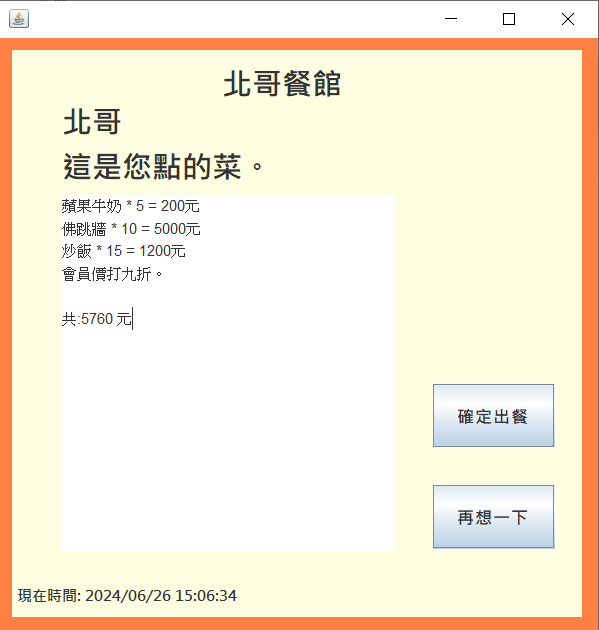 北哥餐館
北哥
這是您點的菜。
蘋果牛奶 * 5 = 200元
佛跳牆 * 10 = 5000元
炒飯 * 15 = 1200元
會員價打九折。
共:5760 元
確定出餐
再想一下
現在時間: 2024/06/26 15:06:34